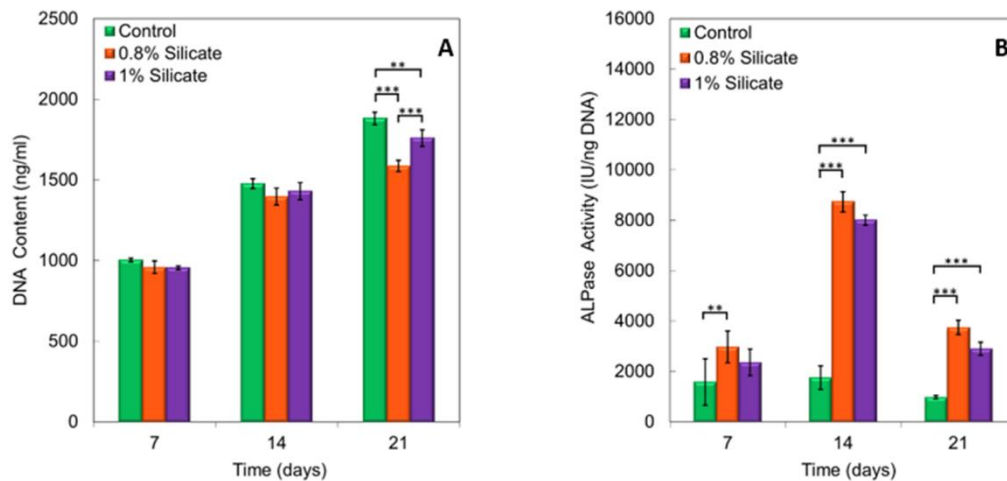 2500
2000
1500
1000
500
0
DNA Content (ng/ml)
Control
0.8% Silicate
1% Silicate
A
**
***
***
7 14 21
Time (days)
16000
14000
12000
10000
8000
6000
4000
2000
0
ALPase Activity (IU/ng DNA)
Control
0.8% Silicate
1% Silicate
B
**
***
***
***
***
7 14 21
Time (days)